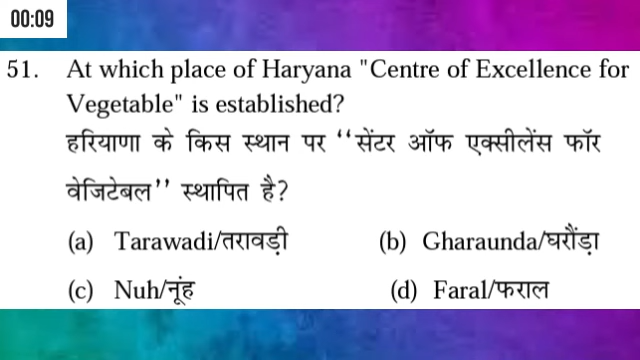 00:09
51. At which place of Haryana "Centre of Excellence for
Vegetable" is established?
हरियाणा के किस स्थान पर ‘‘सेंटर ऑफ एक्सीलेंस फॉर
वेजिटेबल’’ स्थापित है?
(a) Tarawadi/तरावड़ी (b) Gharaunda/घरौंड़ा
(c) Nuh/नूंह (d) Faral/फराल